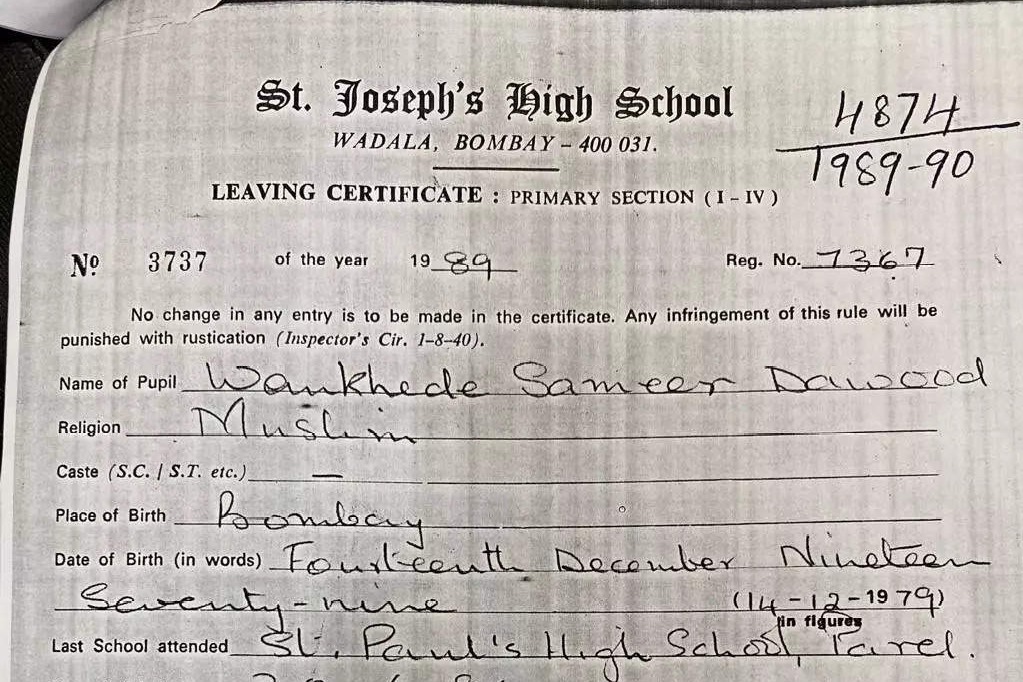 St. Joseph's High School
4874
WADALA, BOMBAY – 400 031.
1989-90
LEAVING CERTIFICATE : PRIMARY SECTION ( I – IV )
Nº 3737 of the year 19 89 Reg. No. 7367
No change in any entry is to be made in the certificate. Any infringement of this rule will be
punished with rustication (Inspector's Cir. 1–8–40).
Name of Pupil Wankhede Sameer Dawood
Religion Muslim
Caste (S.C. / S.T. etc.) —
Place of Birth Bombay
Date of Birth (in words) Fourteenth December Nineteen
Seventy-nine (14-12-1979)
in figures
Last School attended St. Paul's High School, Parel.